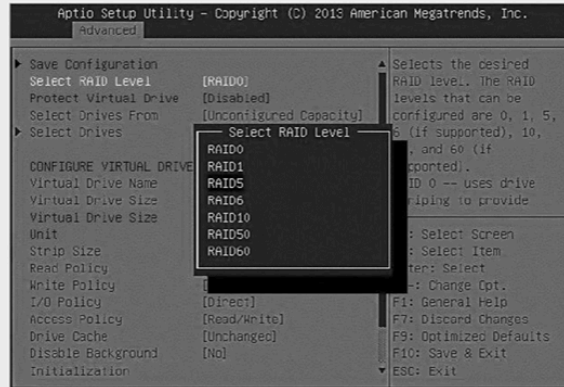 Aptio Setup Utility – Copyright (C) 2013 American Megatrends, Inc.
Advanced
Save Configuration
Select RAID Level [RAID0]
Protect Virtual Drive [Disabled]
Select Drives From [Unconfigured Capacity]
Select Drives
CONFIGURE VIRTUAL DRIVE
Virtual Drive Name
Virtual Drive Size
Virtual Drive Size
Unit
Strip Size
Read Policy
Write Policy [
I/O Policy [Direct]
Access Policy [Read/Write]
Drive Cache [Unchanged]
Disable Background [No]
Initialization
Select RAID Level
RAID0
RAID1
RAID5
RAID6
RAID10
RAID50
RAID60
Selects the desired
RAID level. The RAID
levels that can be
configured are 0, 1, 5,
6 (if supported), 10,
, and 60 (if
pported).
ID 0 -- uses drive
riping to provide
: Select Screen
: Select Item
ter: Select
-: Change Opt.
F1: General Help
F7: Discard Changes
F9: Optimized Defaults
F10: Save & Exit
ESC: Exit